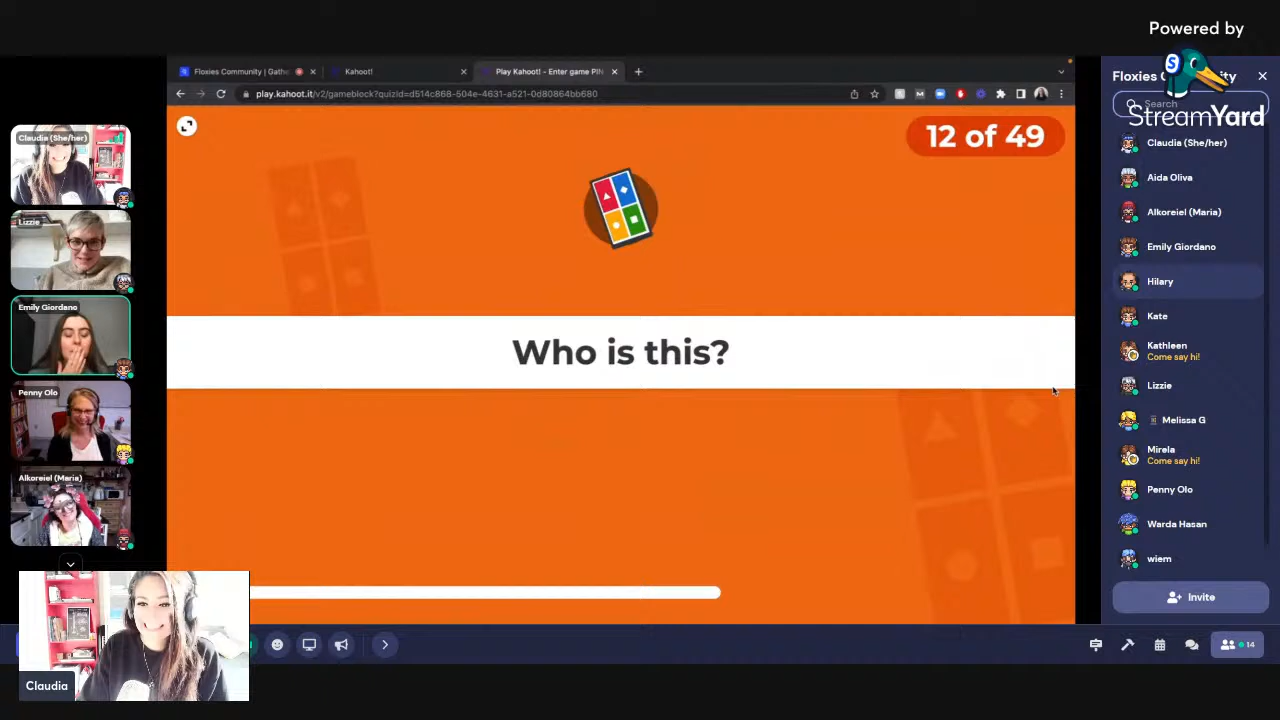 Powered by
StreamYard
Floxies Community | Gathe
Kahoot!
Play Kahoot! - Enter game PIN
play.kahoot.it/v2/gameblock?quizId=d514c868-504e-4631-a521-0d80864bb680
12 of 49
Who is this?
Claudia (She/her)
Lizzie
Emily Giordano
Penny Olo
Alkoreiel (Maria)
Claudia
Search
Claudia (She/her)
Aida Oliva
Alkoreiel (Maria)
Emily Giordano
Hilary
Kate
Kathleen
Come say hi!
Lizzie
Melissa G
Mirela
Come say hi!
Penny Olo
Warda Hasan
wiem
Invite
14